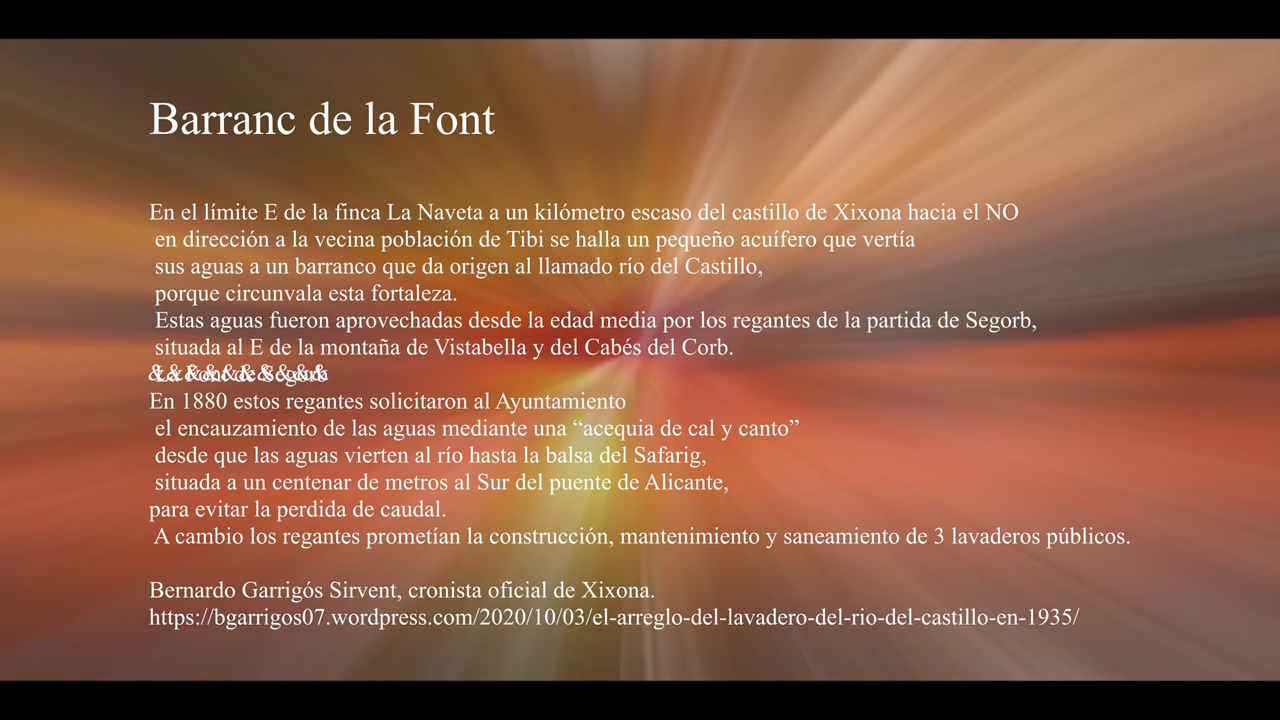 Barranc de la Font
En el límite E de la finca La Naveta a un kilómetro escaso del castillo de Xixona hacia el NO
en dirección a la vecina población de Tibi se halla un pequeño acuífero que vertía
sus aguas a un barranco que da origen al llamado río del Castillo,
porque circunvala esta fortaleza.
Estas aguas fueron aprovechadas desde la edad media por los regantes de la partida de Segorb,
situada al E de la montaña de Vistabella y del Cabés del Corb.
La Font de Segorb
En 1880 estos regantes solicitaron al Ayuntamiento
el encauzamiento de las aguas mediante una “acequia de cal y canto”
desde que las aguas vierten al río hasta la balsa del Safarig,
situada a un centenar de metros al Sur del puente de Alicante,
para evitar la perdida de caudal.
A cambio los regantes prometían la construcción, mantenimiento y saneamiento de 3 lavaderos públicos.
Bernardo Garrigós Sirvent, cronista oficial de Xixona.
https://bgarrigos07.wordpress.com/2020/10/03/el-arreglo-del-lavadero-del-rio-del-castillo-en-1935/